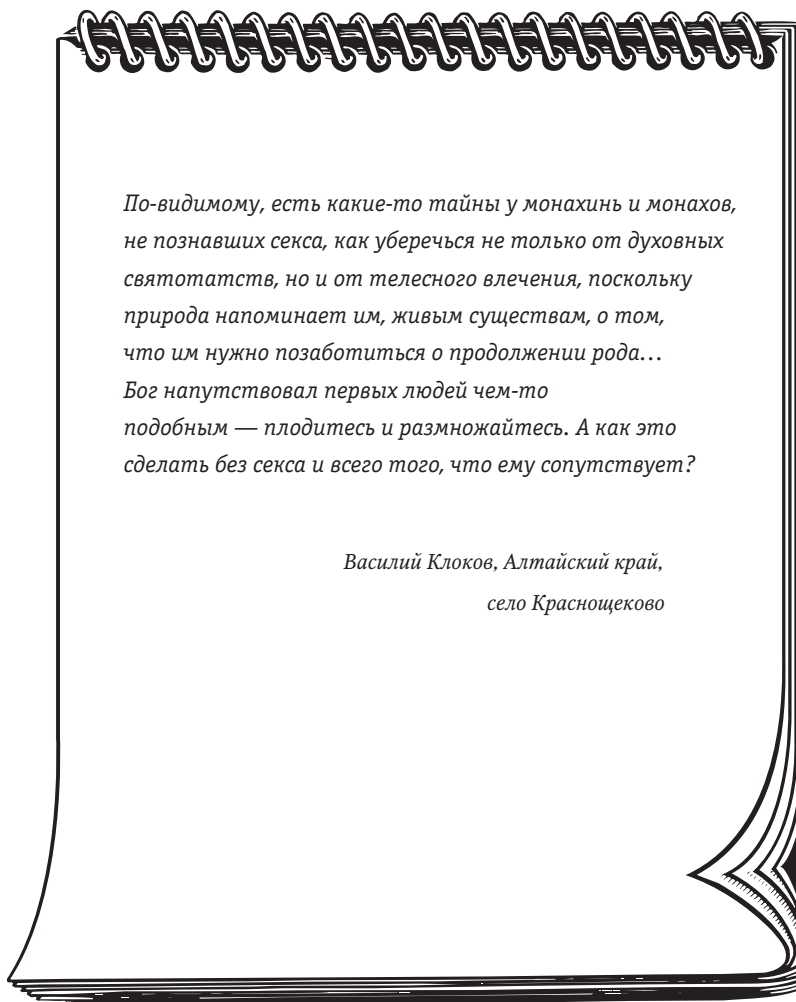 По-видимому, есть какие-то тайны у монахинь и монахов,
не познавших секса, как уберечься не только от духовных
святотатств, но и от телесного влечения, поскольку
природа напоминает им, живым существам, о том,
что им нужно позаботиться о продолжении рода…
Бог напутствовал первых людей чем-то
подобным — плодитесь и размножайтесь. А как это
сделать без секса и всего того, что ему сопутствует?
Василий Клоков, Алтайский край,
село Краснощеково